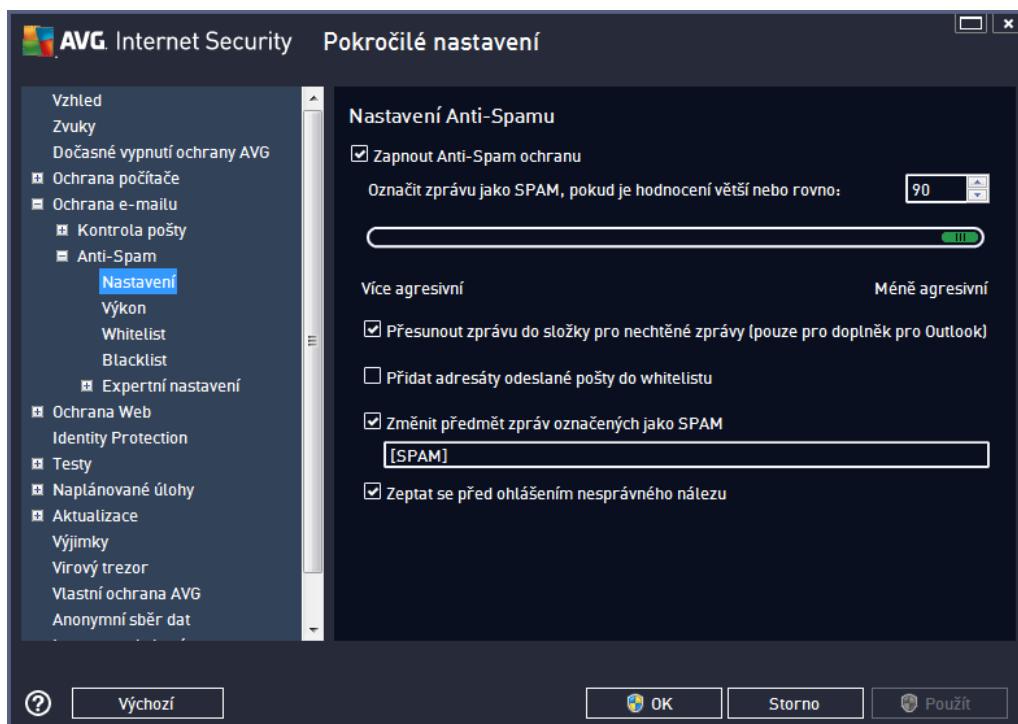 AVG. Internet Security Pokročilé nastavení
Vzhled
Zvuky
Dočasné vypnutí ochrany AVG
Ochrana počítače
Ochrana e-mailu
Kontrola pošty
Anti-Spam
Nastavení
Výkon
Whitelist
Blacklist
Expertní nastavení
Ochrana Web
Identity Protection
Testy
Naplánované úlohy
Aktualizace
Výjimky
Virový trezor
Vlastní ochrana AVG
Anonymní sběr dat
Nastavení Anti-Spamu
Zapnout Anti-Spam ochranu
Označit zprávu jako SPAM, pokud je hodnocení větší nebo rovno: 90
Více agresivní Méně agresivní
Přesunout zprávu do složky pro nechtěné zprávy (pouze pro doplněk pro Outlook)
Přidat adresáty odeslané pošty do whitelistu
Změnit předmět zpráv označených jako SPAM
[SPAM]
Zeptat se před ohlášením nesprávného nálezu
Výchozí OK Storno Použít